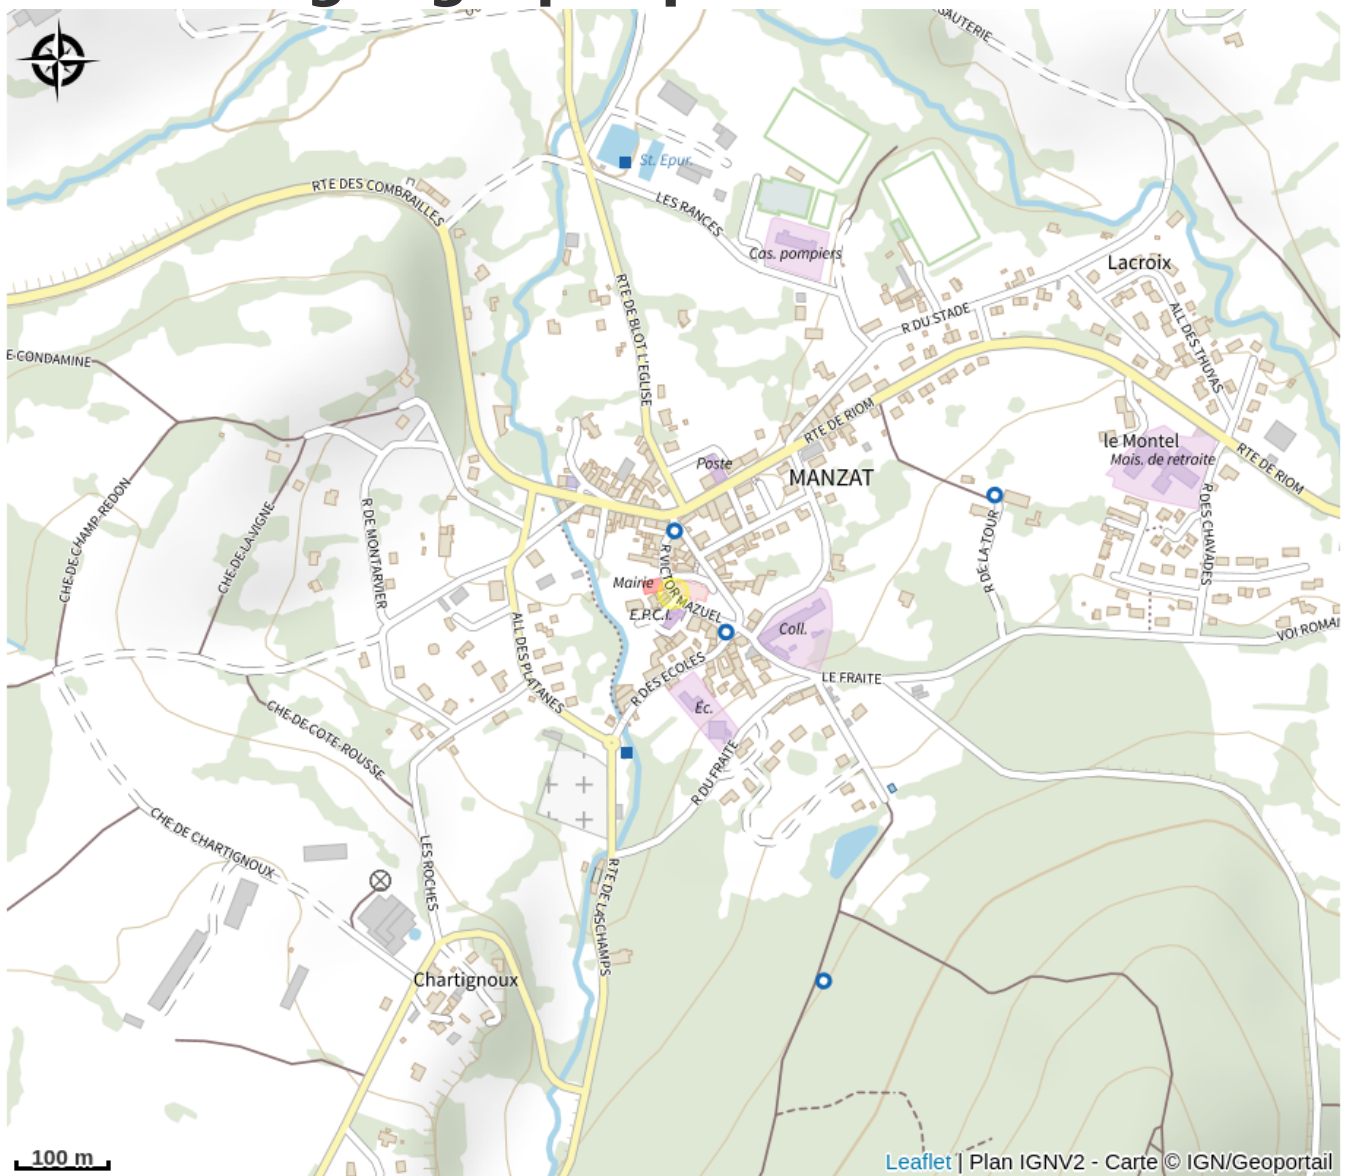 GAUTERIE
St. Epur.
RTE DES COMBRAILLES
LES RANCES
Cas. pompiers
Lacroix
RTE DE BLOT L'EGLISE
R DU STADE
ALL DES THUYAS
E CONDAMINE
RTE DE RIOM
le Montel
Mais. de retraite
RTE DE RIOM
Poste
MANZAT
CHE DE CHAMP REDON
CHE DE LAVIGNE
R DE MONTARVIER
R DE LA TOUR
R DES CHAVADES
Mairie
R VICTOR MAZUEL
E.P.C.I.
Coll.
VOI ROMAI
ALL DES PLATANES
R DES ECOLES
LE FRAITE
Éc.
CHE DE COTE ROUSSE
R DU FRAITE
CHE DE CHARTIGNOUX
LES ROCHES
RTE DE LASCHAMPS
Chartignoux
100 m
Leaflet | Plan IGNV2 - Carte © IGN/Geoportail